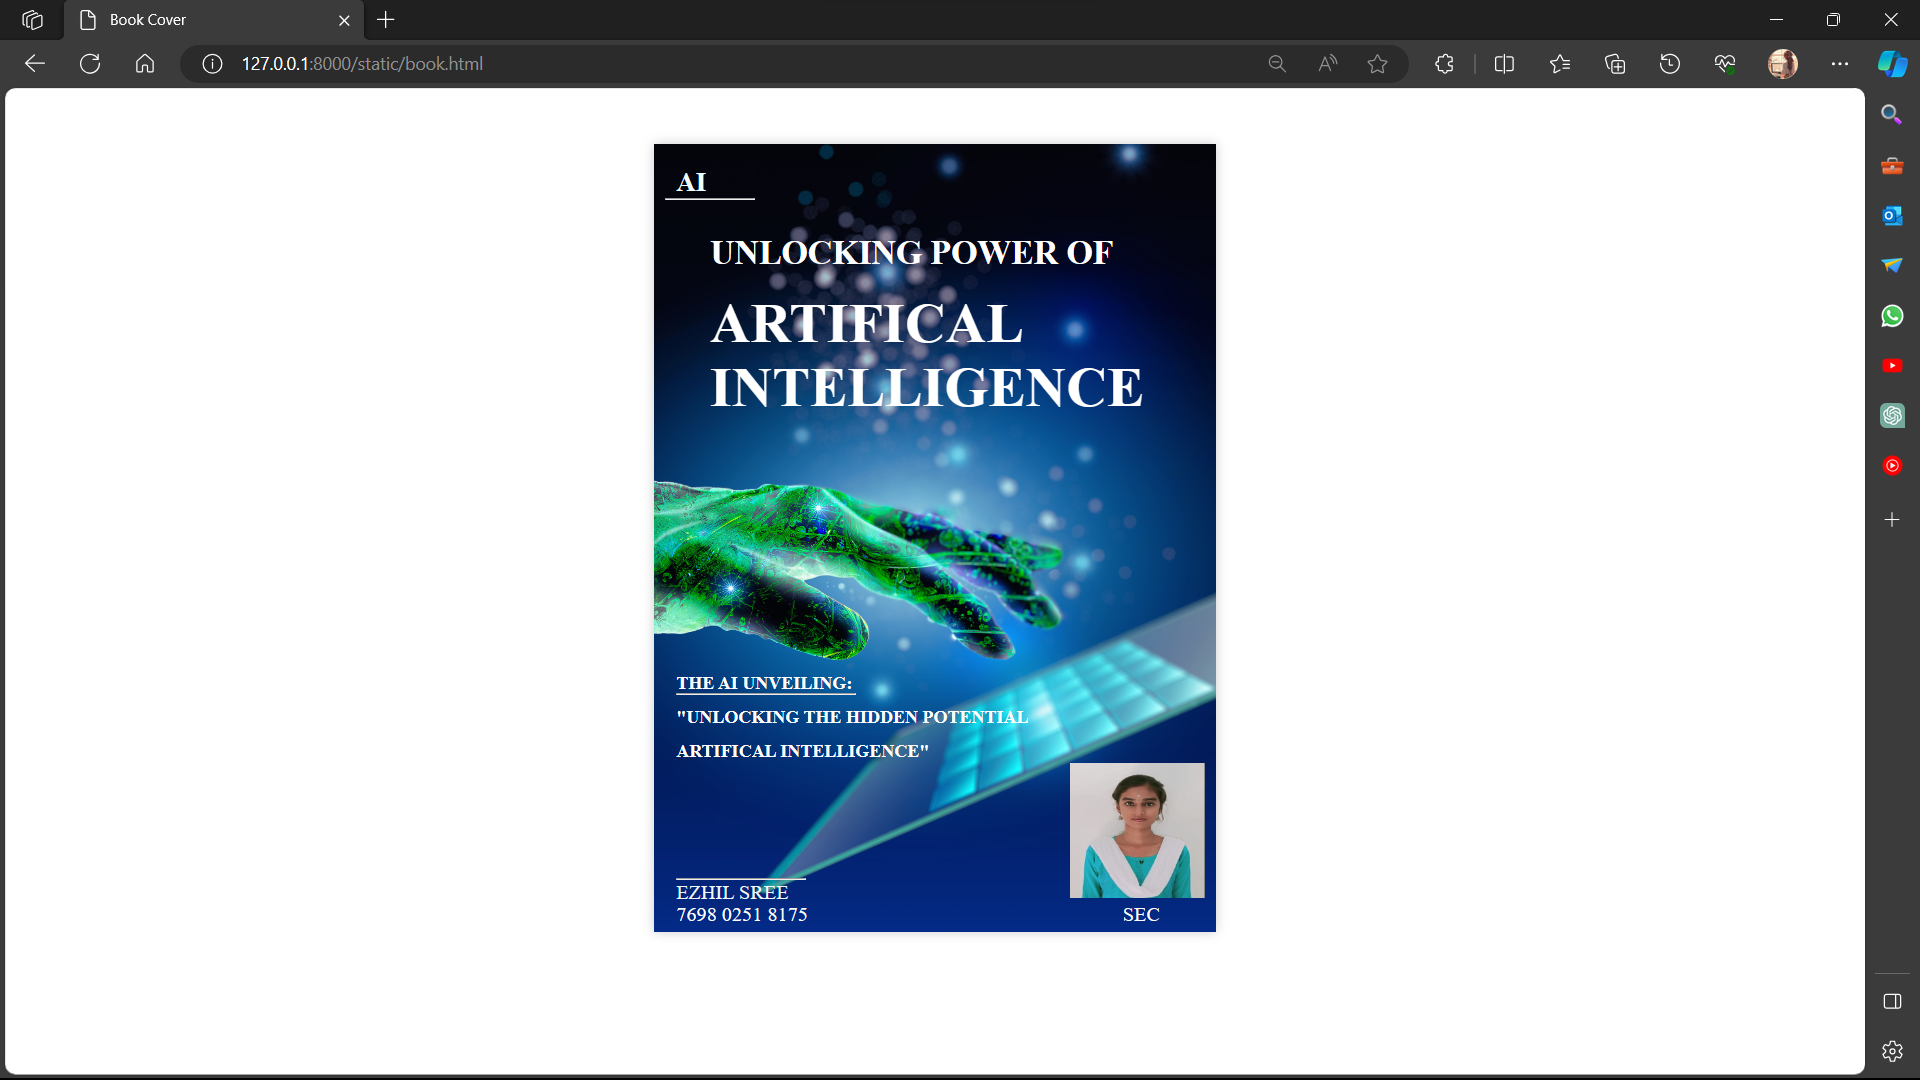 Book Cover
127.0.0.1:8000/static/book.html
AI
UNLOCKING POWER OF
ARTIFICAL
INTELLIGENCE
THE AI UNVEILING:
"UNLOCKING THE HIDDEN POTENTIAL
ARTIFICAL INTELLIGENCE"
EZHIL SREE
7698 0251 8175
SEC